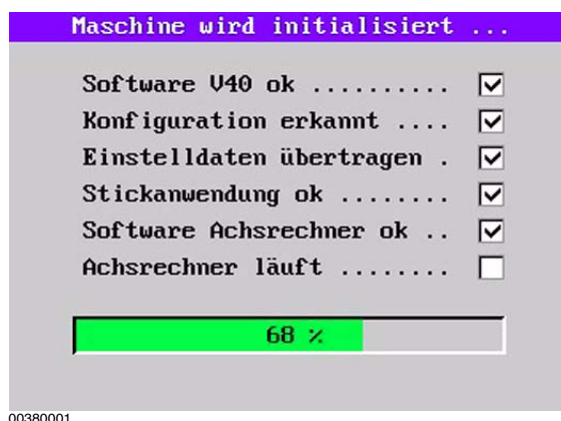 Maschine wird initialisiert ...
Software V40 ok ..........
Konfiguration erkannt ....
Einstelldaten übertragen .
Stickanwendung ok ........
Software Achsrechner ok ..
Achsrechner läuft ........
68 %
00380001